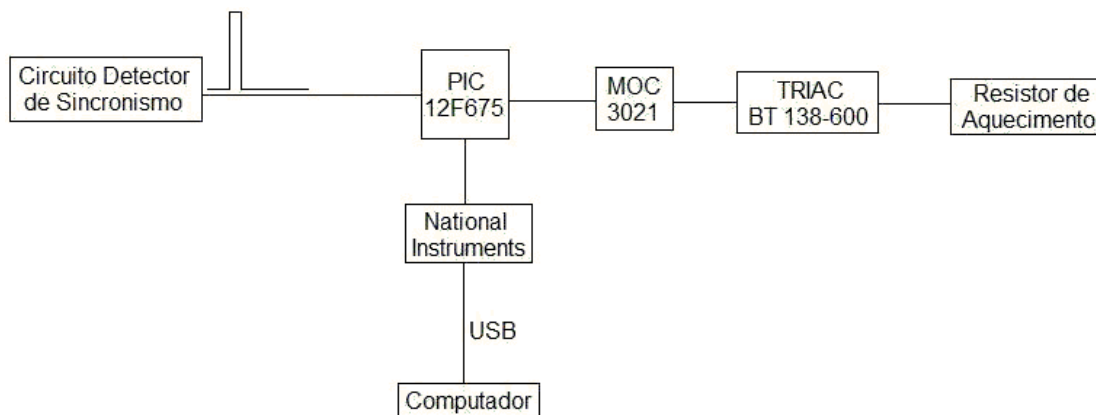 Circuito Detector
de Sincronismo
PIC
12F675
MOC
3021
TRIAC
BT 138-600
Resistor de
Aquecimento
National
Instruments
USB
Computador